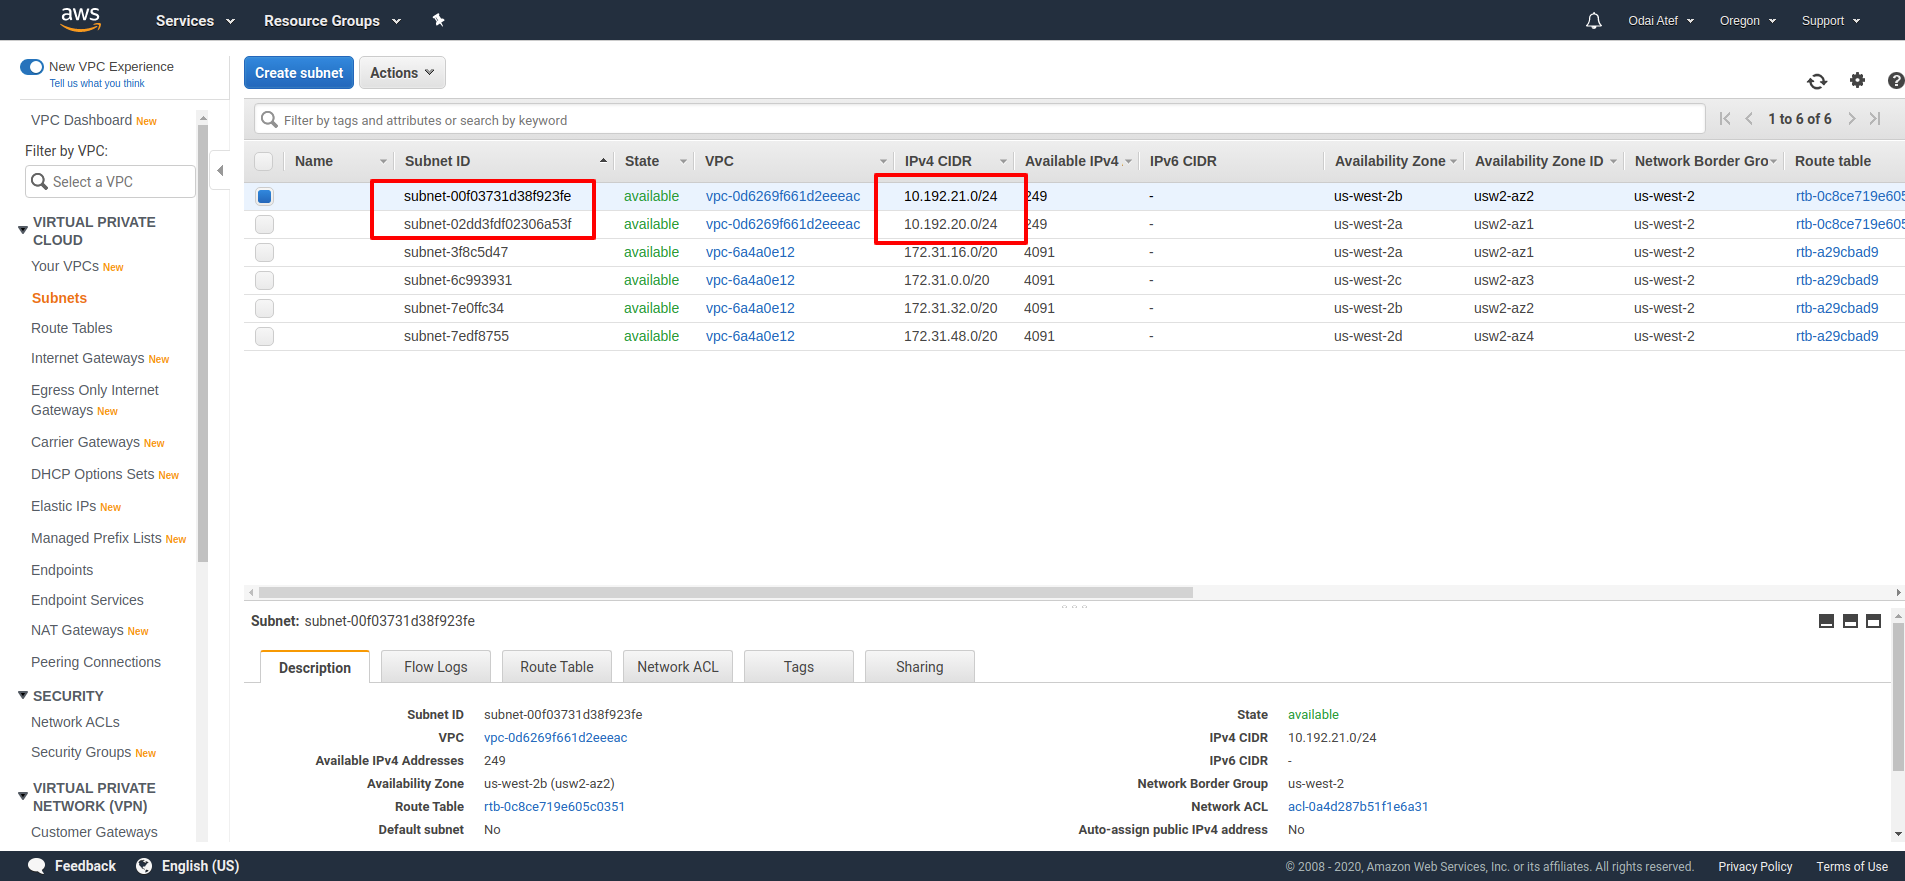 aws Services Resource Groups Odai Atef Oregon Support
New VPC Experience
Tell us what you think
VPC Dashboard New
Filter by VPC:
Select a VPC
VIRTUAL PRIVATE
CLOUD
Your VPCs New
Subnets
Route Tables
Internet Gateways New
Egress Only Internet
Gateways New
Carrier Gateways New
DHCP Options Sets New
Elastic IPs New
Managed Prefix Lists New
Endpoints
Endpoint Services
NAT Gateways New
Peering Connections
SECURITY
Network ACLs
Security Groups New
VIRTUAL PRIVATE
NETWORK (VPN)
Customer Gateways
Create subnet Actions
Filter by tags and attributes or search by keyword 1 to 6 of 6
Name Subnet ID State VPC IPv4 CIDR Available IPv4 IPv6 CIDR Availability Zone Availability Zone ID Network Border Gro Route table
subnet-00f03731d38f923fe available vpc-0d6269f661d2eeeac 10.192.21.0/24 249 - us-west-2b usw2-az2 us-west-2 rtb-0c8ce719e605
subnet-02dd3fdf02306a53f available vpc-0d6269f661d2eeeac 10.192.20.0/24 249 - us-west-2a usw2-az1 us-west-2 rtb-0c8ce719e605
subnet-3f8c5d47 available vpc-6a4a0e12 172.31.16.0/20 4091 - us-west-2a usw2-az1 us-west-2 rtb-a29cbad9
subnet-6c993931 available vpc-6a4a0e12 172.31.0.0/20 4091 - us-west-2c usw2-az3 us-west-2 rtb-a29cbad9
subnet-7e0ffc34 available vpc-6a4a0e12 172.31.32.0/20 4091 - us-west-2b usw2-az2 us-west-2 rtb-a29cbad9
subnet-7edf8755 available vpc-6a4a0e12 172.31.48.0/20 4091 - us-west-2d usw2-az4 us-west-2 rtb-a29cbad9
Subnet: subnet-00f03731d38f923fe
Description Flow Logs Route Table Network ACL Tags Sharing
Subnet ID subnet-00f03731d38f923fe State available
VPC vpc-0d6269f661d2eeeac IPv4 CIDR 10.192.21.0/24
Available IPv4 Addresses 249 IPv6 CIDR -
Availability Zone us-west-2b (usw2-az2) Network Border Group us-west-2
Route Table rtb-0c8ce719e605c0351 Network ACL acl-0a4d287b51f1e6a31
Default subnet No Auto-assign public IPv4 address No
Feedback English (US) © 2008 - 2020, Amazon Web Services, Inc. or its affiliates. All rights reserved. Privacy Policy Terms of Use